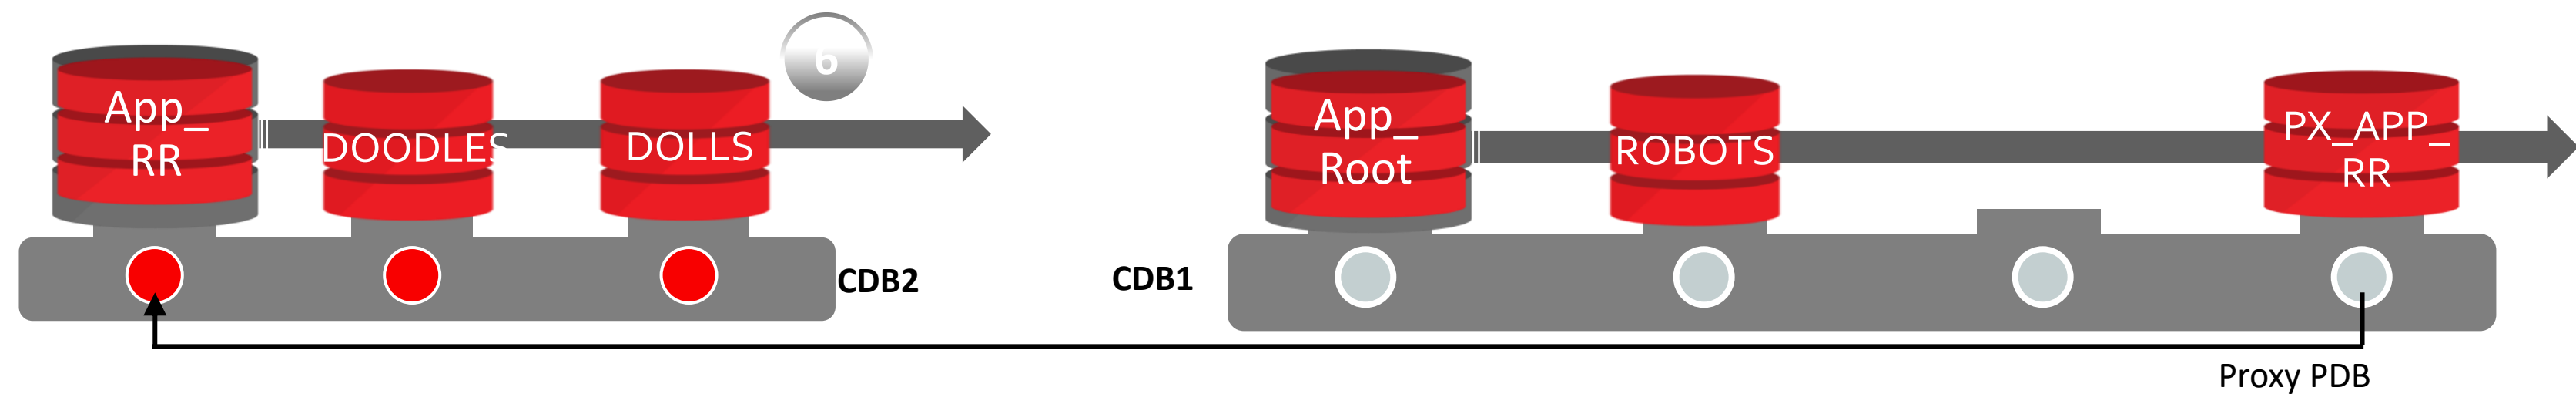 6
App_
RR
DOODLES
DOLLS
CDB2
App_
Root
ROBOTS
PX_APP_
RR
CDB1
Proxy PDB